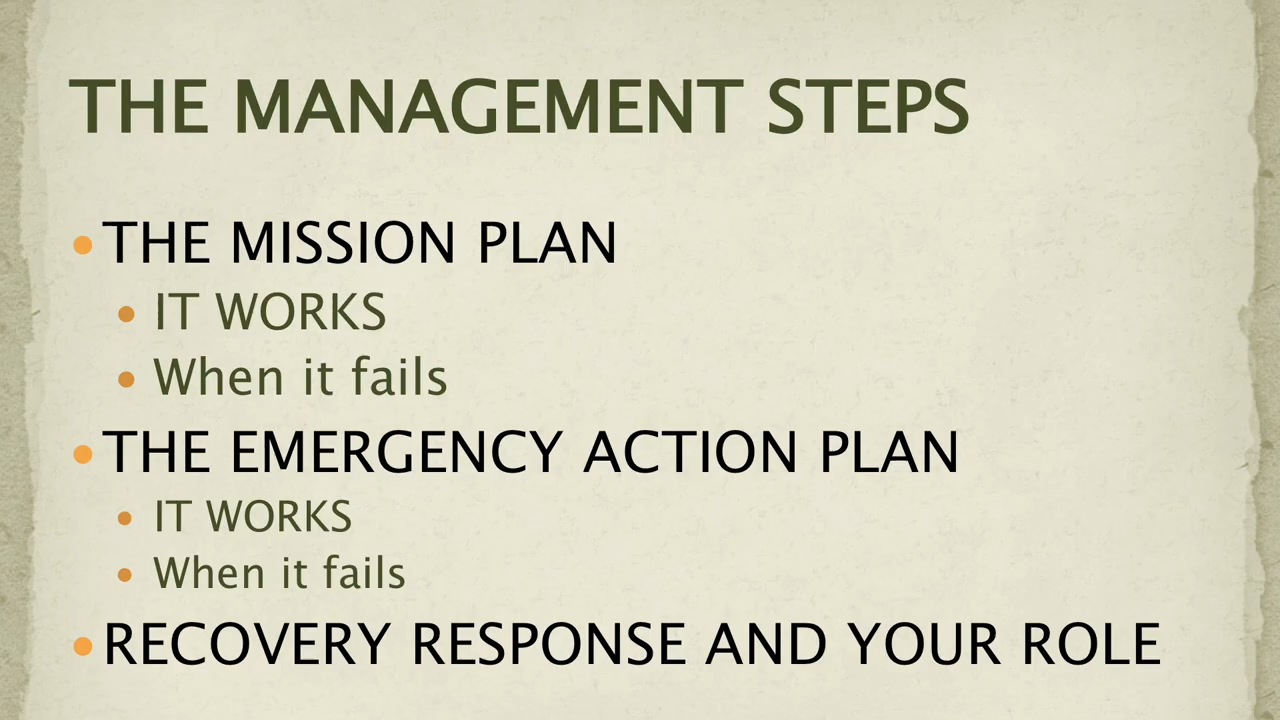 THE MANAGEMENT STEPS
• THE MISSION PLAN
• IT WORKS
• When it fails
• THE EMERGENCY ACTION PLAN
• IT WORKS
• When it fails
• RECOVERY RESPONSE AND YOUR ROLE